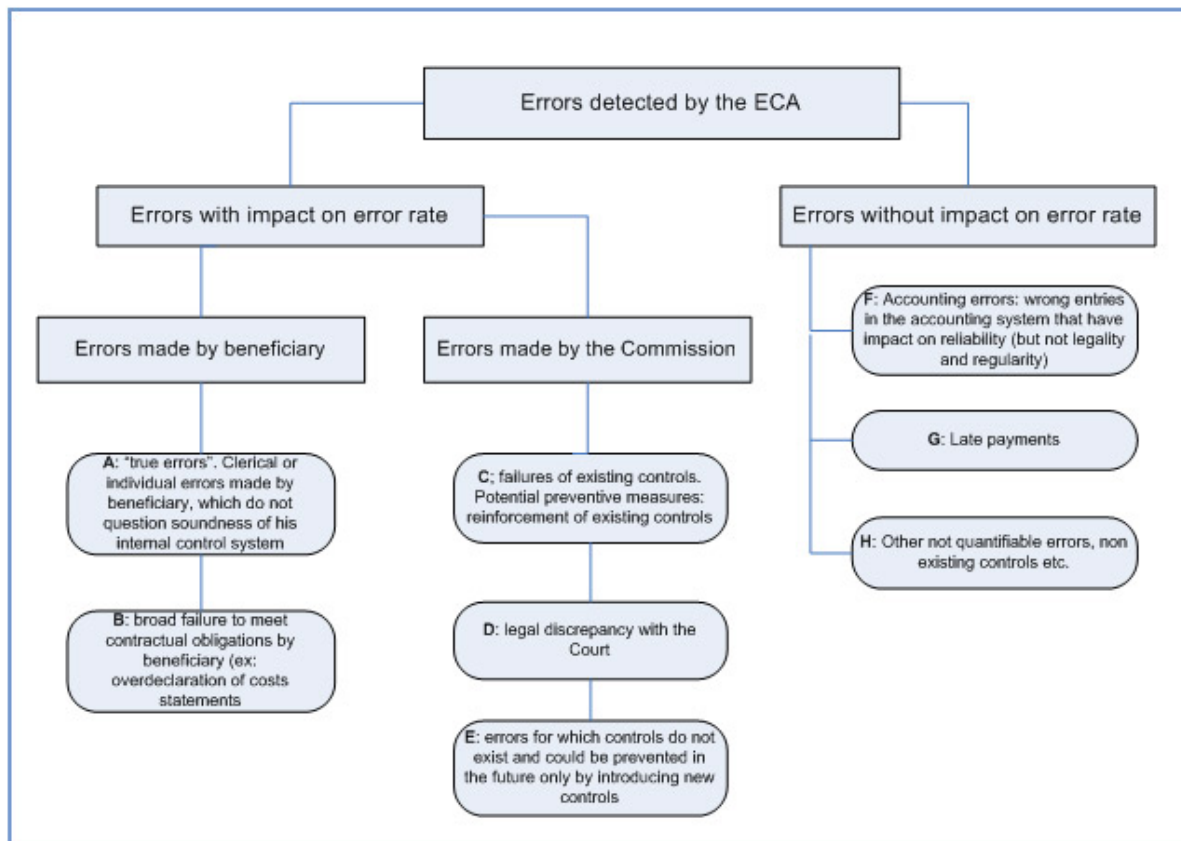 Errors detected by the ECA
Errors with impact on error rate
Errors without impact on error rate
Errors made by beneficiary
Errors made by the Commission
A: "true errors". Clerical or
individual errors made by
beneficiary, which do not
question soundness of his
internal control system
B: broad failure to meet
contractual obligations by
beneficiary (ex:
overdeclaration of costs
statements
C; failures of existing controls.
Potential preventive measures:
reinforcement of existing controls
D: legal discrepancy with the
Court
E: errors for which controls do not
exist and could be prevented in
the future only by introducing new
controls
F: Accounting errors: wrong entries
in the accounting system that have
impact on reliability (but not legality
and regularity)
G: Late payments
H: Other not quantifiable errors, non
existing controls etc.